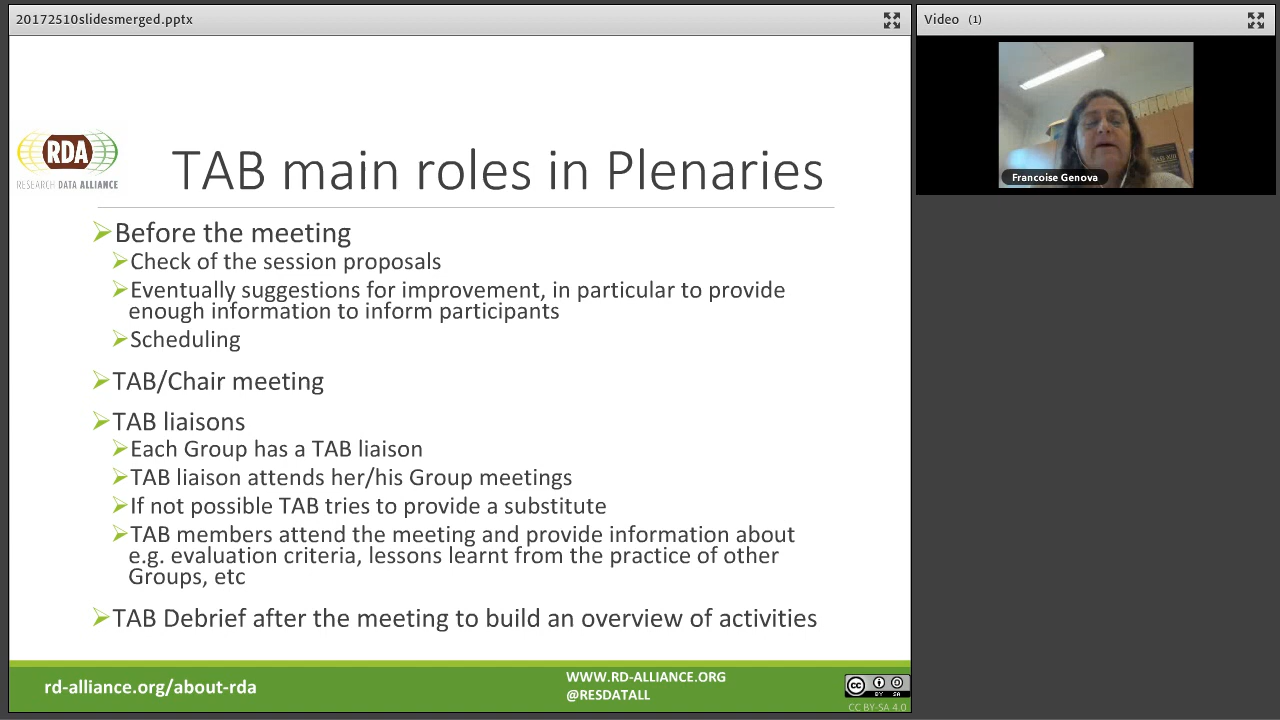 20172510slidesmerged.pptx
Video (1)
RDA
RESEARCH DATA ALLIANCE
TAB main roles in Plenaries
Francoise Genova
Before the meeting
Check of the session proposals
Eventually suggestions for improvement, in particular to provide
enough information to inform participants
Scheduling
TAB/Chair meeting
TAB liaisons
Each Group has a TAB liaison
TAB liaison attends her/his Group meetings
If not possible TAB tries to provide a substitute
TAB members attend the meeting and provide information about
e.g. evaluation criteria, lessons learnt from the practice of other
Groups, etc
TAB Debrief after the meeting to build an overview of activities
rd-alliance.org/about-rda
WWW.RD-ALLIANCE.ORG
@RESDATALL
cc
BY SA
CC BY-SA 4.0